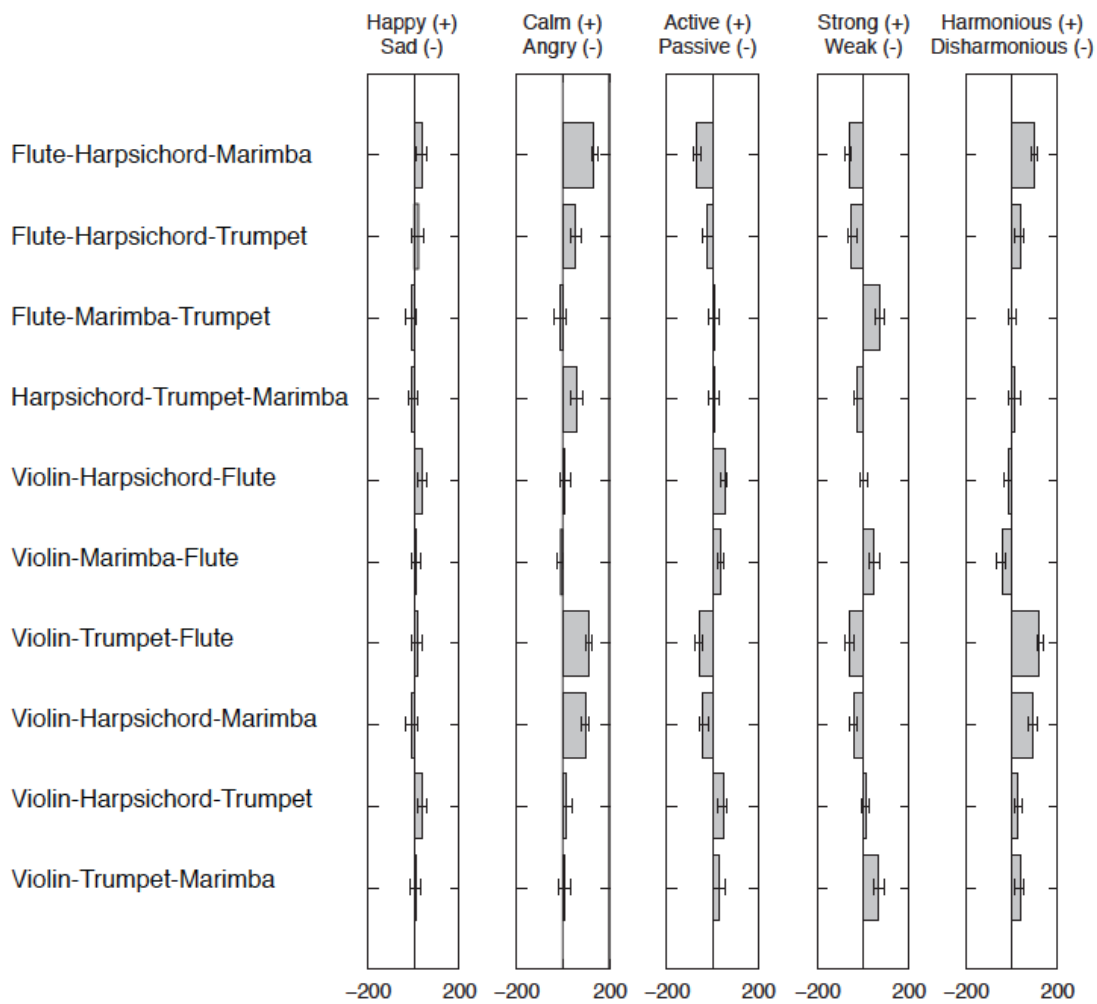 Happy (+) Calm (+) Active (+) Strong (+) Harmonious (+)
Sad (-) Angry (-) Passive (-) Weak (-) Disharmonious (-)
Flute-Harpsichord-Marimba
Flute-Harpsichord-Trumpet
Flute-Marimba-Trumpet
Harpsichord-Trumpet-Marimba
Violin-Harpsichord-Flute
Violin-Marimba-Flute
Violin-Trumpet-Flute
Violin-Harpsichord-Marimba
Violin-Harpsichord-Trumpet
Violin-Trumpet-Marimba
−200 200 −200 200 −200 200 −200 200 −200 200